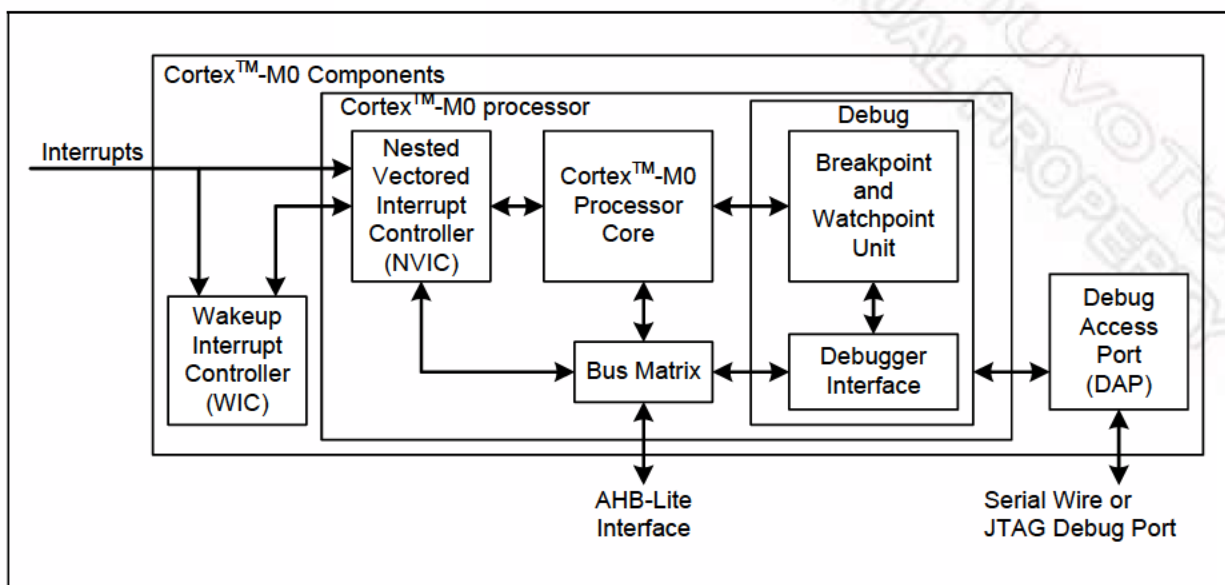 Cortex™-M0 Components
Cortex™-M0 processor
Debug
Interrupts
Nested
Vectored
Interrupt
Controller
(NVIC)
Cortex™-M0
Processor
Core
Breakpoint
and
Watchpoint
Unit
Wakeup
Interrupt
Controller
(WIC)
Bus Matrix
Debugger
Interface
Debug
Access
Port
(DAP)
AHB-Lite
Interface
Serial Wire or
JTAG Debug Port